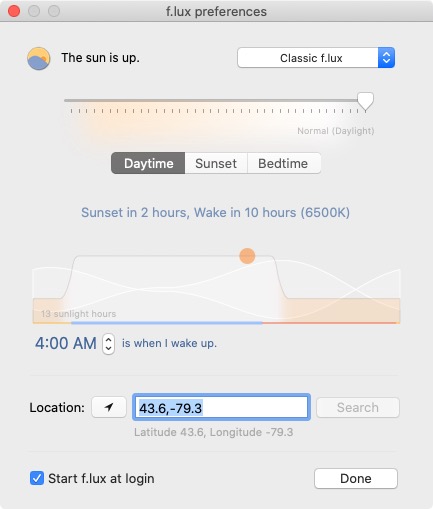 f.lux preferences
The sun is up.
Classic f.lux
Normal (Daylight)
Daytime Sunset Bedtime
Sunset in 2 hours, Wake in 10 hours (6500K)
13 sunlight hours
4:00 AM is when I wake up.
Location: 43.6,-79.3 Search
Latitude 43.6, Longitude -79.3
Start f.lux at login Done